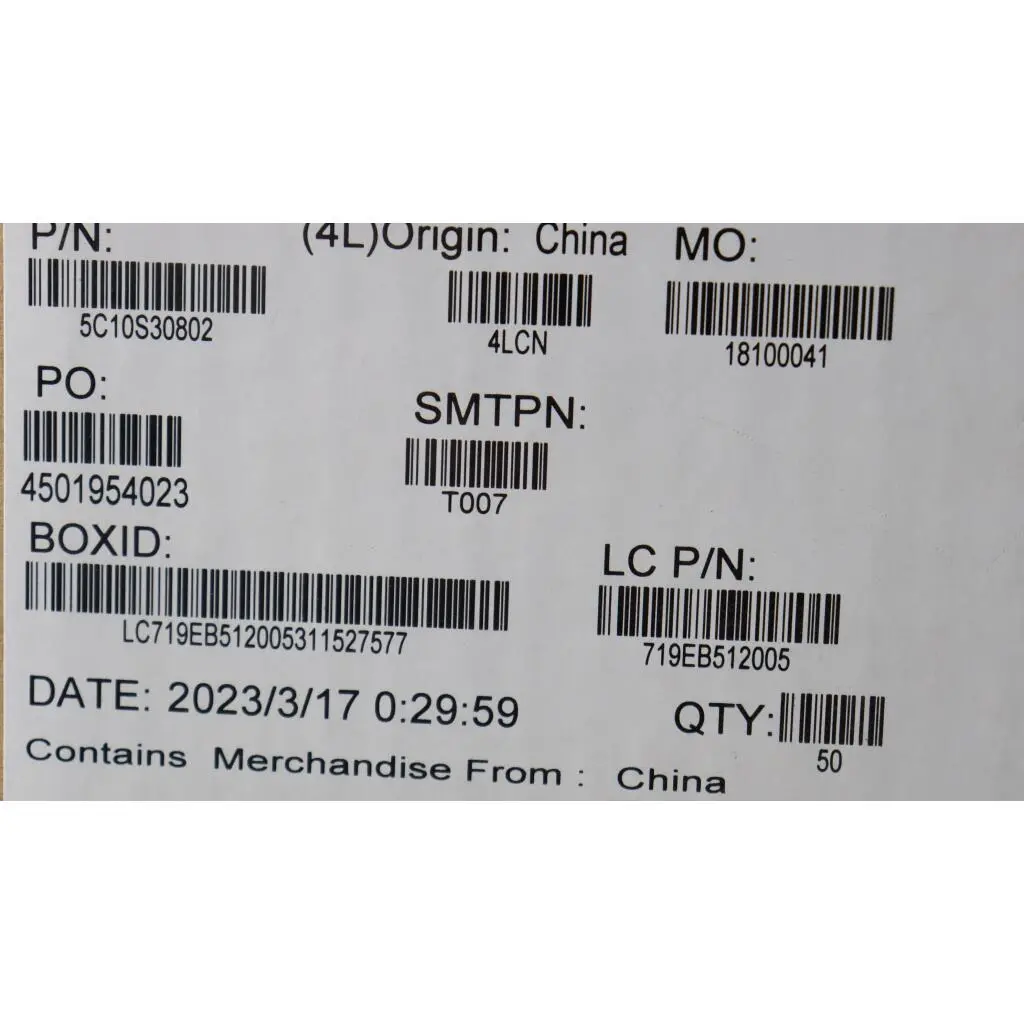 P/N: (4L)Origin: China MO:
5C10S30802 4LCN 18100041
PO: SMTPN:
4501954023 T007
BOXID: LC P/N:
LC719EB512005311527577 719EB512005
DATE: 2023/3/17 0:29:59 QTY:
50
Contains Merchandise From : China